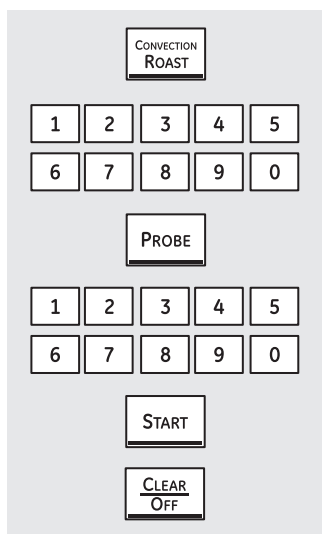 CONVECTION
ROAST
1 2 3 4 5
6 7 8 9 0
PROBE
1 2 3 4 5
6 7 8 9 0
START
CLEAR
OFF